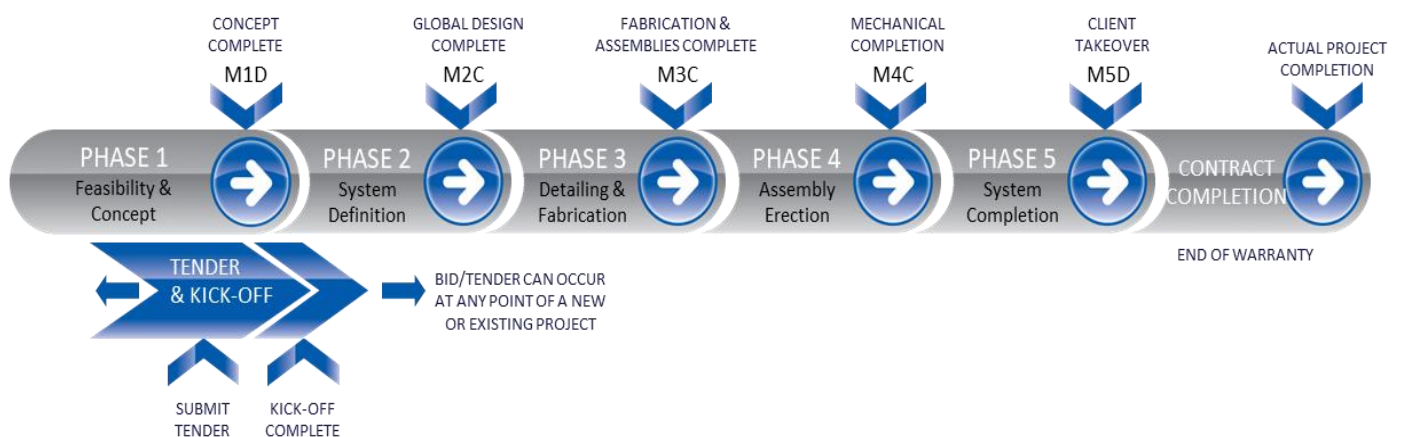 CONCEPT
COMPLETE
M1D
GLOBAL DESIGN
COMPLETE
M2C
FABRICATION &
ASSEMBLIES COMPLETE
M3C
MECHANICAL
COMPLETION
M4C
CLIENT
TAKEOVER
M5D
ACTUAL PROJECT
COMPLETION
PHASE 1
Feasibility &
Concept
PHASE 2
System
Definition
PHASE 3
Detailing &
Fabrication
PHASE 4
Assembly
Erection
PHASE 5
System
Completion
CONTRACT
COMPLETION
END OF WARRANTY
TENDER
& KICK-OFF
BID/TENDER CAN OCCUR
AT ANY POINT OF A NEW
OR EXISTING PROJECT
SUBMIT
TENDER
KICK-OFF
COMPLETE